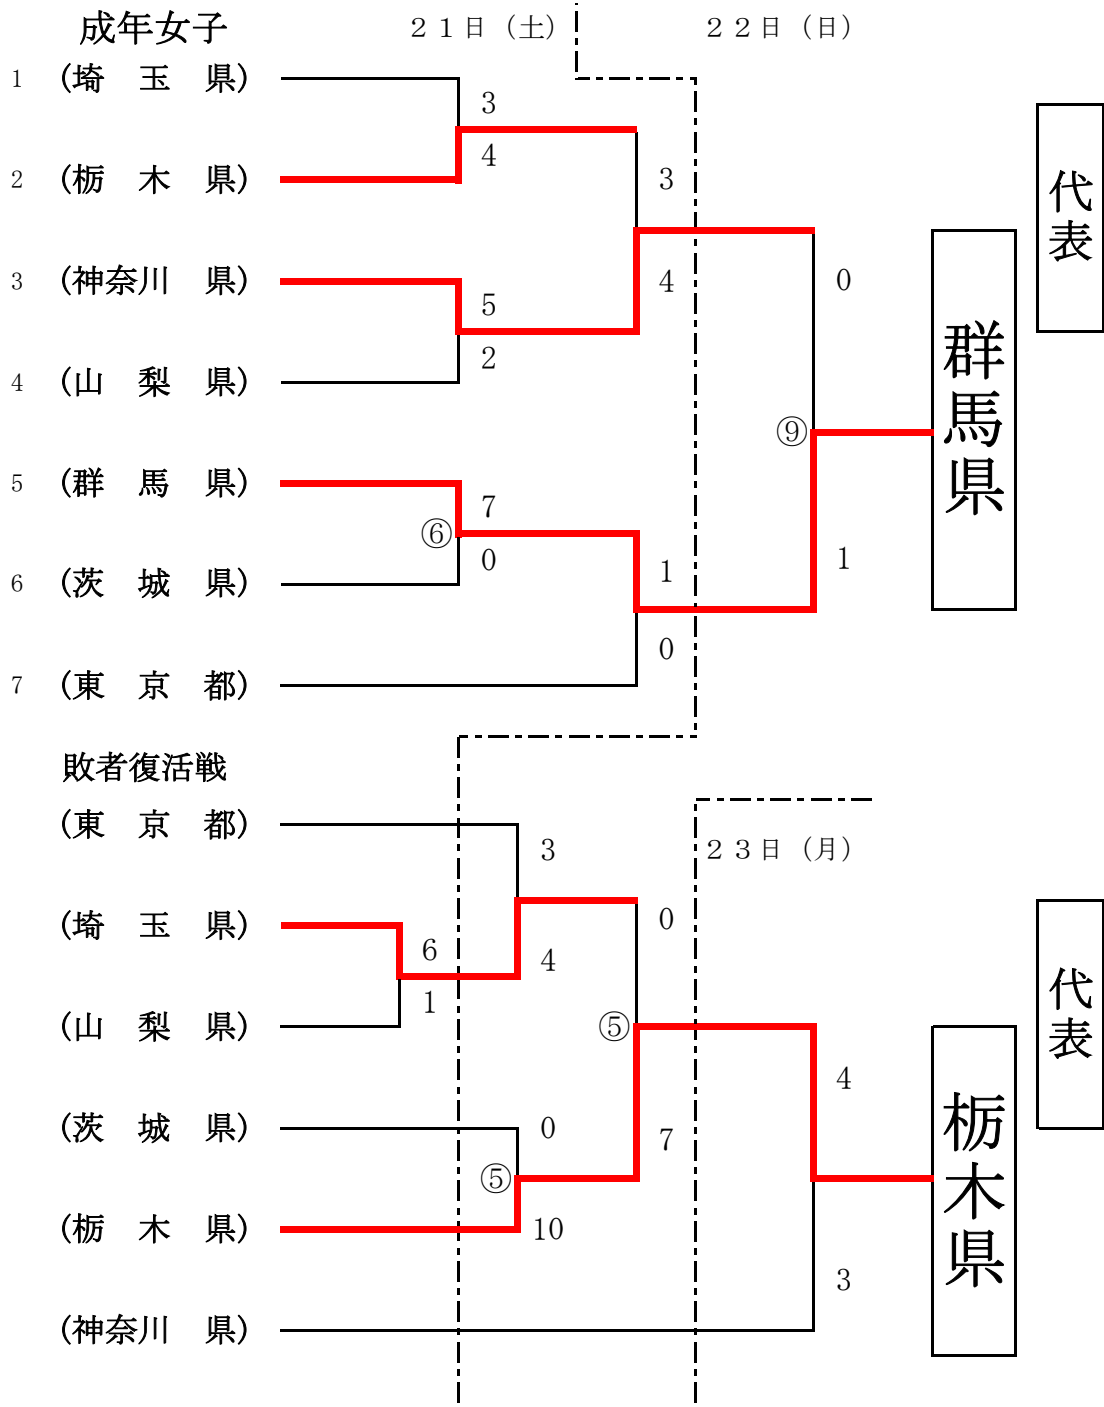 成年女子
２１日（土）
２２日（日）
1 (埼　玉　県)
3
4
2 (栃　木　県)
3
代表
3 (神奈川　県)
4
0
5
2
4 (山　梨　県)
群馬県
⑨
5 (群　馬　県)
7
⑥
0
1
1
6 (茨　城　県)
0
7 (東　京　都)
敗者復活戦
(東　京　都)
3
２３日（月）
(埼　玉　県)
0
6
4
1
代表
(山　梨　県)
⑤
4
(茨　城　県)
0
7
⑤
栃木県
(栃　木　県)
10
3
(神奈川　県)